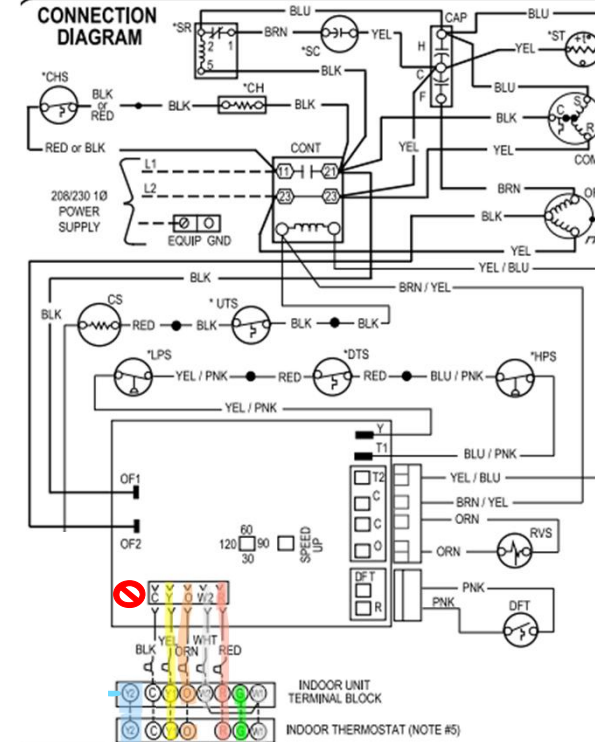 CONNECTION
DIAGRAM
BLU
CAP
BLU
*SR
2
1
5
BRN
*SC
YEL
H
C
F
YEL
*ST
BLK
BLU
*CHS
BLK
or
RED
BLK
*CH
BLK
BLK
C
S
R
COM
RED or BLK
CONT
YEL
YEL
L1
11
21
L2
23
23
208/230 1Ø
POWER
SUPPLY
EQUIP GND
BRN
OF
BLK
YEL
YEL / BLU
BLK
BRN / YEL
BLK
CS
RED
BLK
* UTS
BLK
BLK
*LPS
YEL / PNK
RED
*DTS
RED
BLU / PNK
*HPS
YEL / PNK
Y
T1
BLU / PNK
OF1
T2
YEL / BLU
C
BRN / YEL
C
ORN
OF2
60
120
90
30
SPEED
UP
O
ORN
RVS
DFT
R
PNK
PNK
DFT
C
Y
O
W2
R
YEL
WHT
BLK
ORN
RED
Y2
C
Y1
O
W2
R
G
W1
INDOOR UNIT
TERMINAL BLOCK
Y2
C
Y1
O
R
G
W1
INDOOR THERMOSTAT (NOTE #5)